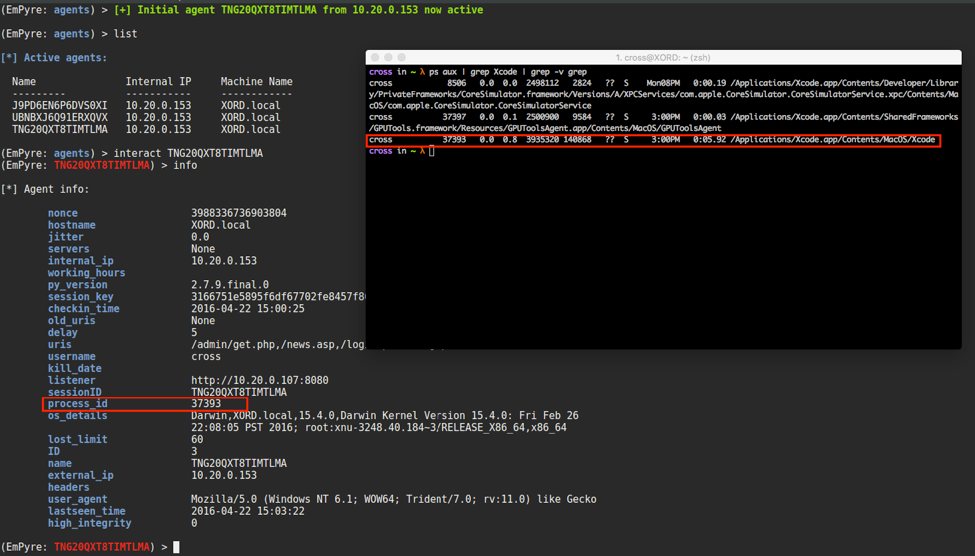 (EmPyre: agents) > [+] Initial agent TNG20QXT8TIMTLMA from 10.20.0.153 now active
(EmPyre: agents) > list
[*] Active agents:
Name Internal IP Machine Name
--------- ----------- ------------
J9PD6EN6P6DVS0XI 10.20.0.153 XORD.local
UBNBXJ6Q91ERXQVX 10.20.0.153 XORD.local
TNG20QXT8TIMTLMA 10.20.0.153 XORD.local
(EmPyre: agents) > interact TNG20QXT8TIMTLMA
(EmPyre: TNG20QXT8TIMTLMA) > info
[*] Agent info:
nonce 3988336736903804
hostname XORD.local
jitter 0.0
servers None
internal_ip 10.20.0.153
working_hours
py_version 2.7.9.final.0
session_key 3166751e5895f6df67702fe8457f8
checkin_time 2016-04-22 15:00:25
old_uris None
delay 5
uris /admin/get.php,/news.asp,/log
username cross
kill_date
listener http://10.20.0.107:8080
sessionID TNG20QXT8TIMTLMA
process_id 37393
os_details Darwin,XORD.local,15.4.0,Darwin Kernel Version 15.4.0: Fri Feb 26
22:08:05 PST 2016; root:xnu-3248.40.184~3/RELEASE_X86_64,x86_64
lost_limit 60
ID 3
name TNG20QXT8TIMTLMA
external_ip 10.20.0.153
headers
user_agent Mozilla/5.0 (Windows NT 6.1; WOW64; Trident/7.0; rv:11.0) like Gecko
lastseen_time 2016-04-22 15:03:22
high_integrity 0
(EmPyre: TNG20QXT8TIMTLMA) >
1. cross@XORD: ~ (zsh)
cross in ~ λ ps aux | grep Xcode | grep -v grep
cross 8506 0.0 0.0 2498112 2824 ?? S Mon08PM 0:00.19 /Applications/Xcode.app/Contents/Developer/Librar
y/PrivateFrameworks/CoreSimulator.framework/Versions/A/XPCServices/com.apple.CoreSimulator.CoreSimulatorService.xpc/Contents/Ma
cOS/com.apple.CoreSimulator.CoreSimulatorService
cross 37397 0.0 0.1 2500900 9584 ?? S 3:00PM 0:00.03 /Applications/Xcode.app/Contents/SharedFrameworks
/GPUTools.framework/Resources/GPUToolsAgent.app/Contents/MacOS/GPUToolsAgent
cross 37393 0.0 0.8 3935320 140868 ?? S 3:00PM 0:05.92 /Applications/Xcode.app/Contents/MacOS/Xcode
cross in ~ λ